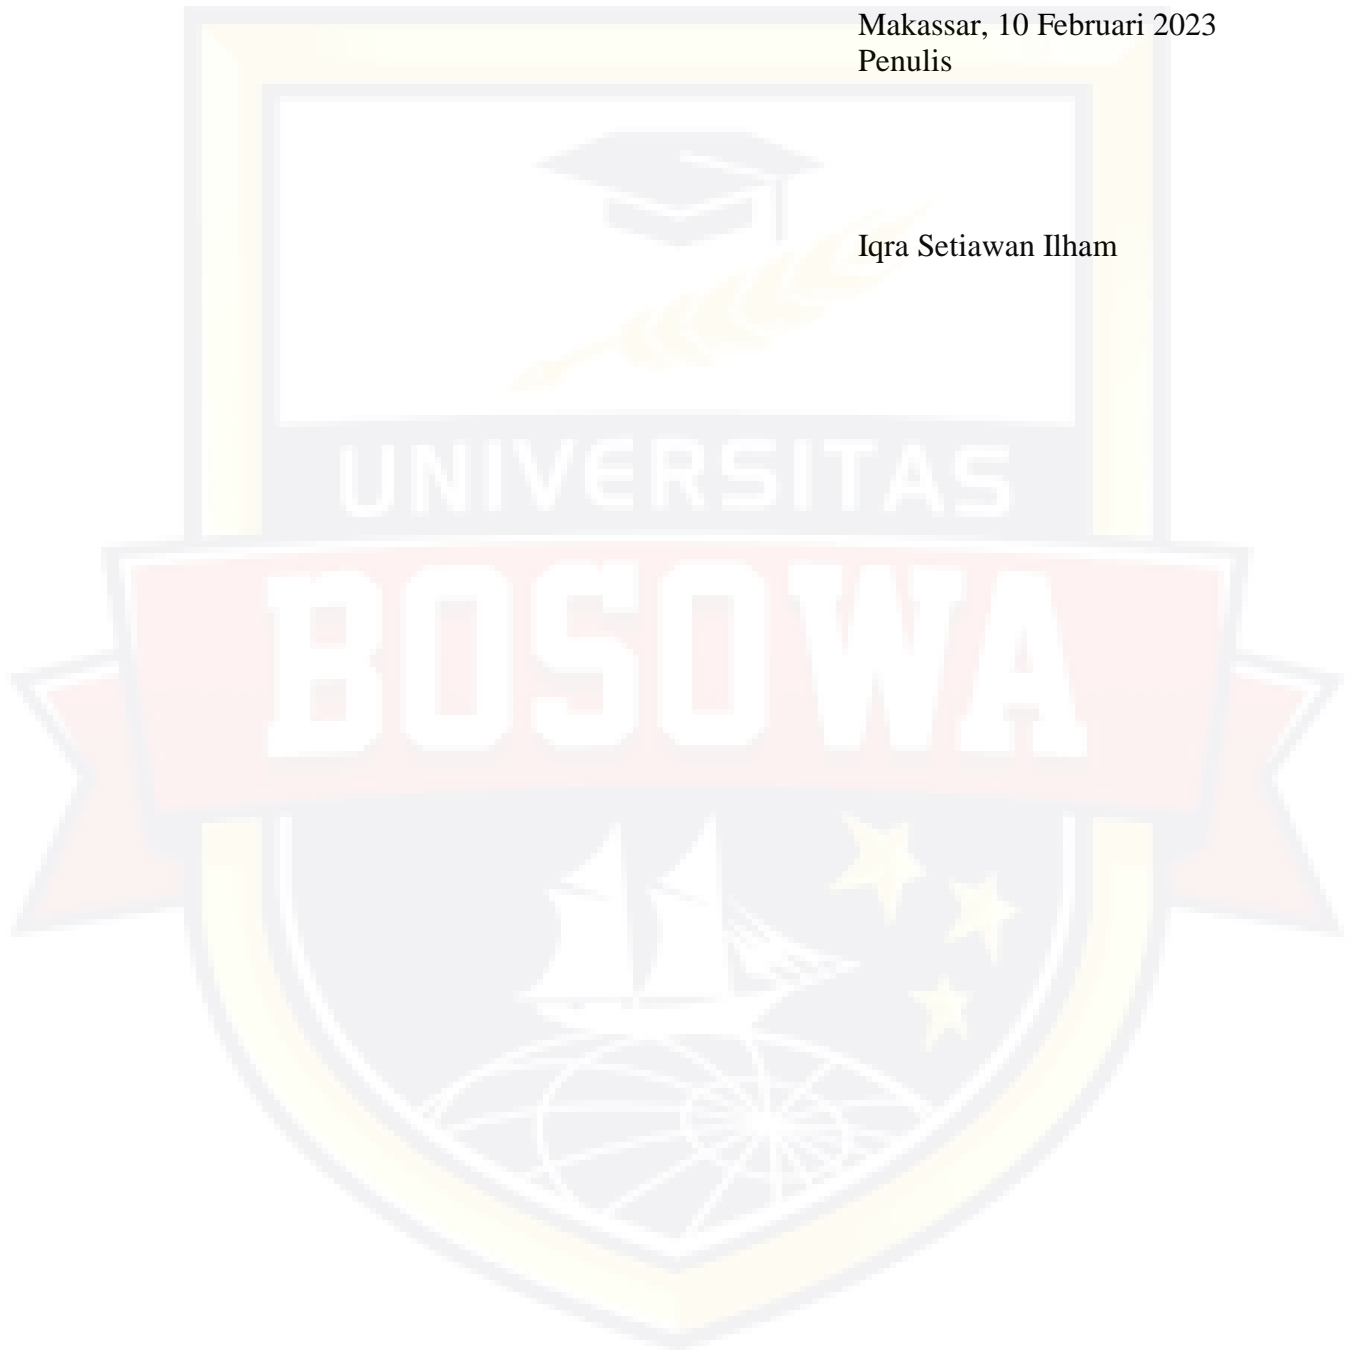 Makassar, 10 Februari 2023
Penulis
Iqra Setiawan Ilham
UNIVERSITAS
BOSOWA